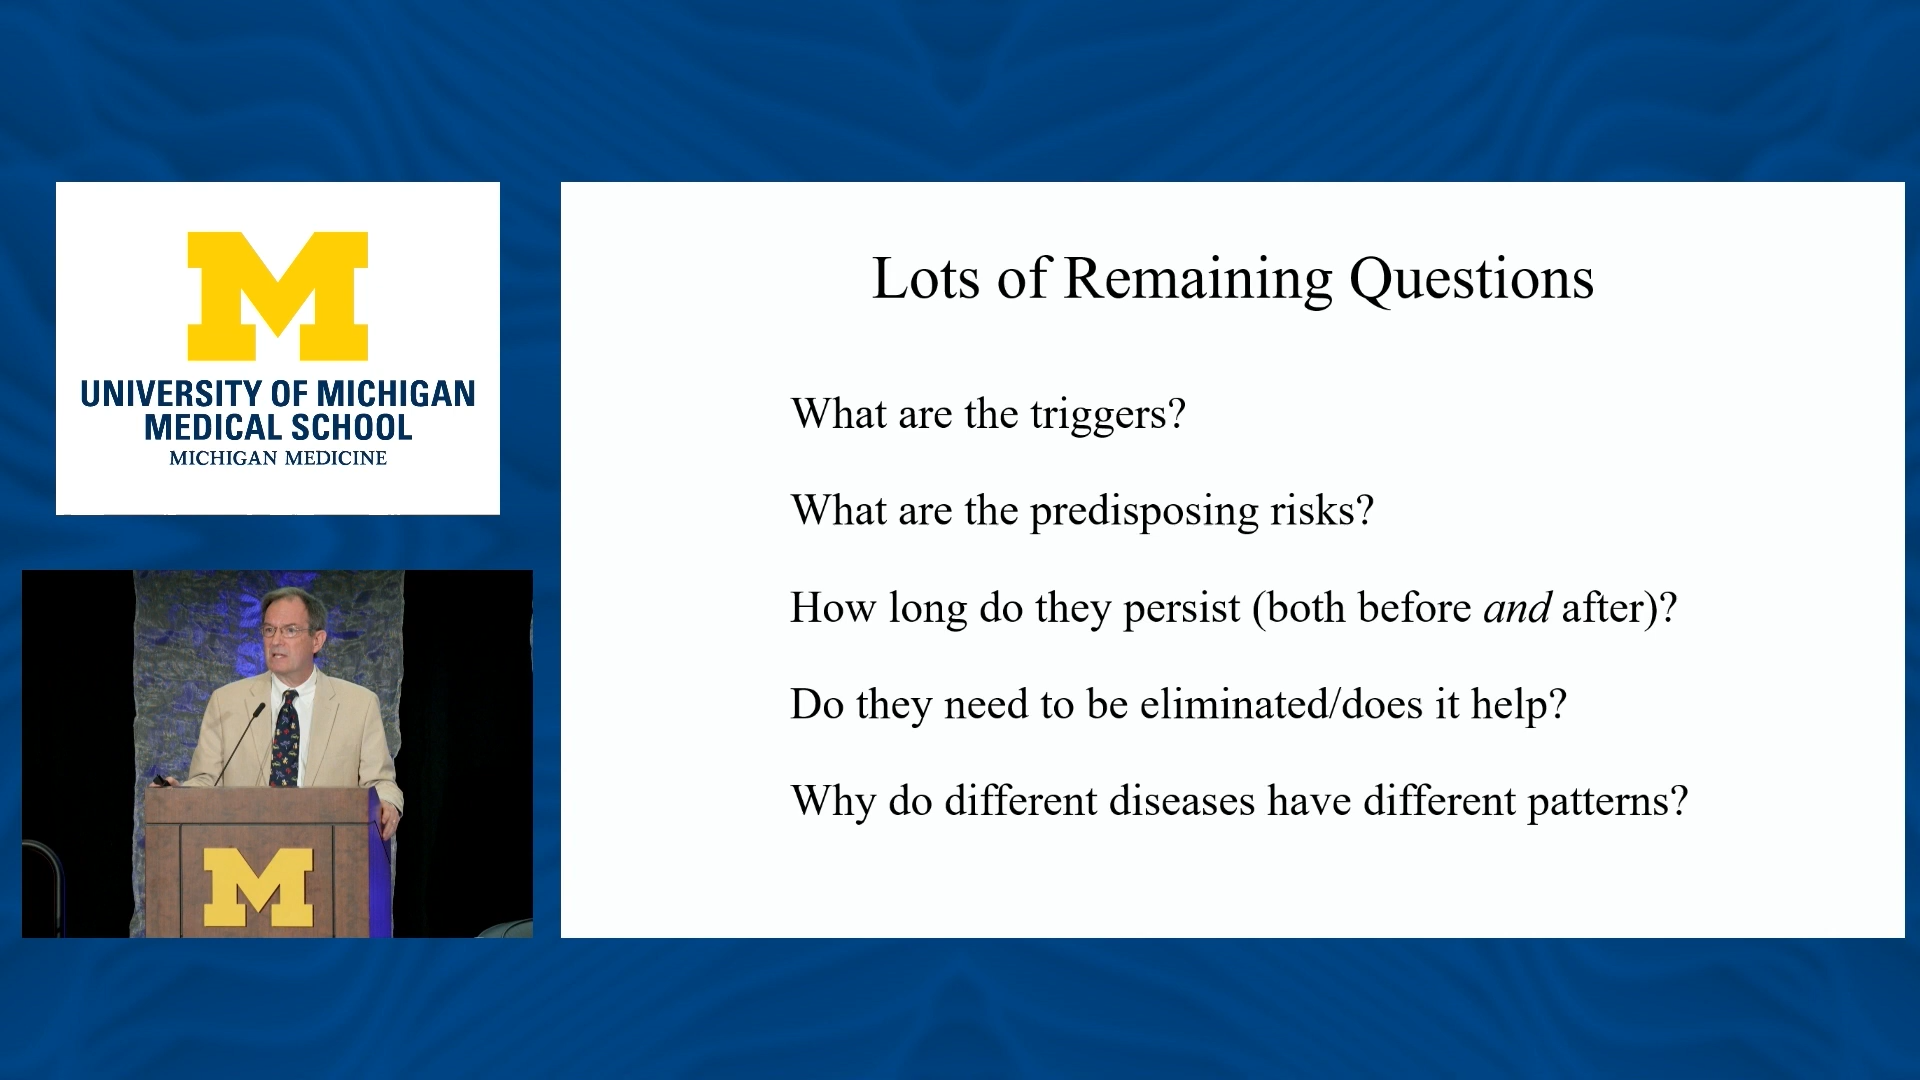 M
UNIVERSITY OF MICHIGAN
MEDICAL SCHOOL
MICHIGAN MEDICINE
M
Lots of Remaining Questions
What are the triggers?
What are the predisposing risks?
How long do they persist (both before and after)?
Do they need to be eliminated/does it help?
Why do different diseases have different patterns?